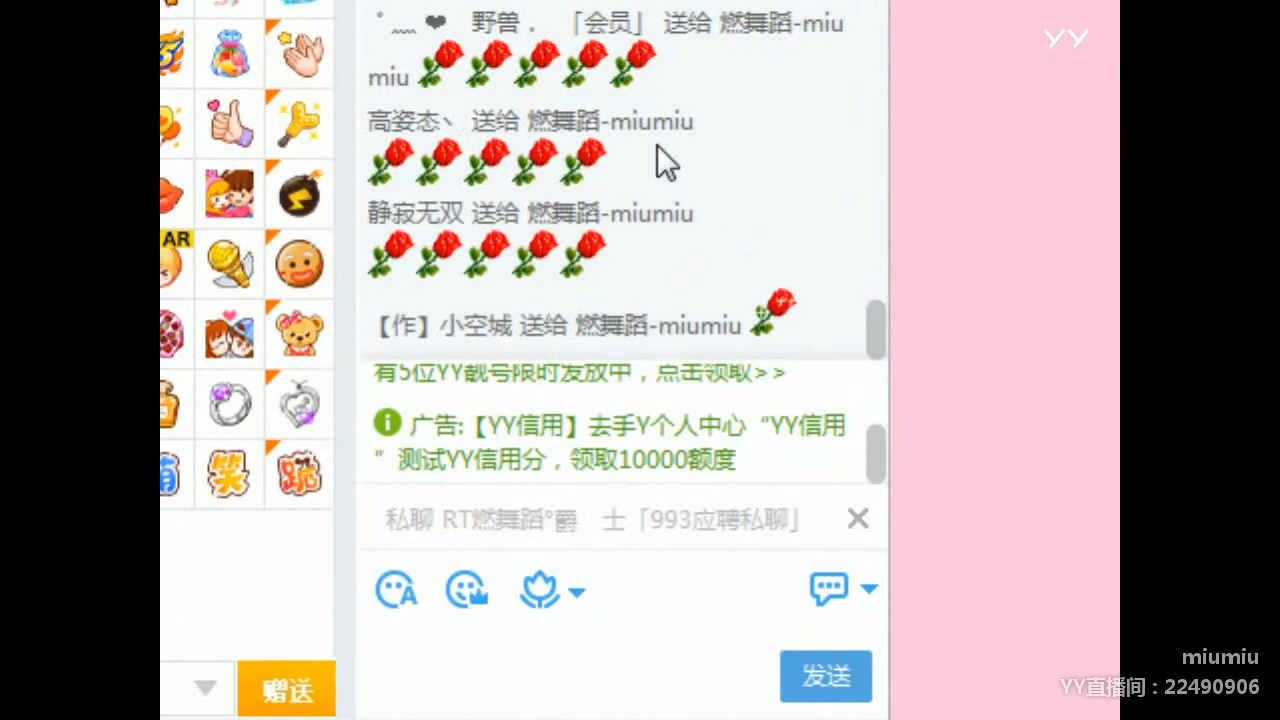 ゜﹏ ❤ 野兽． 「会员」 送给 燃舞蹈-miu
miu
高姿态丶 送给 燃舞蹈-miumiu
静寂无双 送给 燃舞蹈-miumiu
【作】小空城 送给 燃舞蹈-miumiu
有5位YY靓号限时发放中，点击领取>>
广告:【YY信用】去手Y个人中心“YY信用
”测试YY信用分，领取10000额度
私聊 RT燃舞蹈°爵 士「993应聘私聊」
发送
AR
笑
跪
赠送
YY
miumiu
YY直播间：22490906